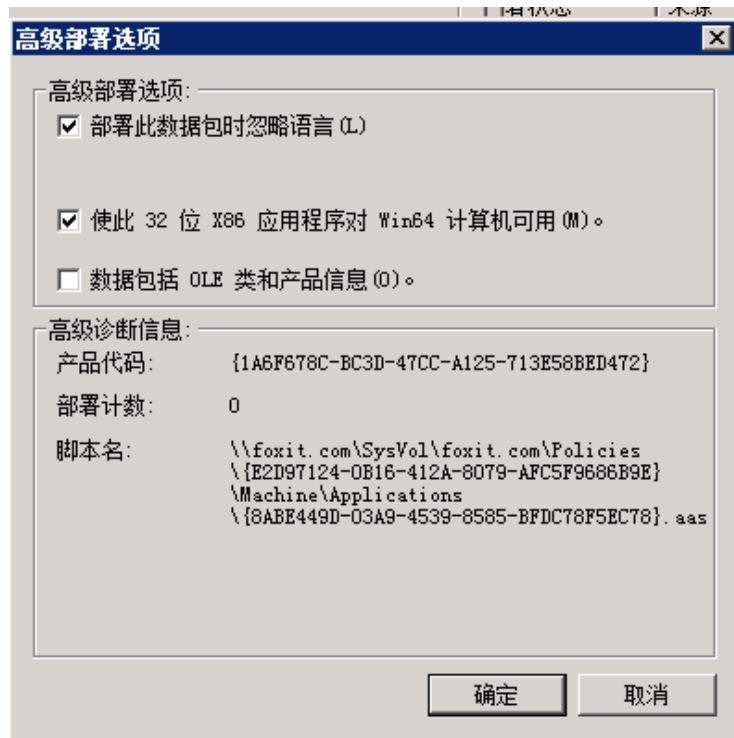 高级部署选项
高级部署选项:
部署此数据包时忽略语言(L)
使此 32 位 X86 应用程序对 Win64 计算机可用(M)。
数据包括 OLE 类和产品信息(O)。
高级诊断信息:
产品代码: {1A6F678C-BC3D-47CC-A125-713E58BED472}
部署计数: 0
脚本名: \\foxit.com\SysVol\foxit.com\Policies
\{E2D97124-0B16-412A-8079-AFC5F9686B9E}
\Machine\Applications
\{8ABE449D-03A9-4539-8585-BFDC78F5EC78}.aas
确定 取消